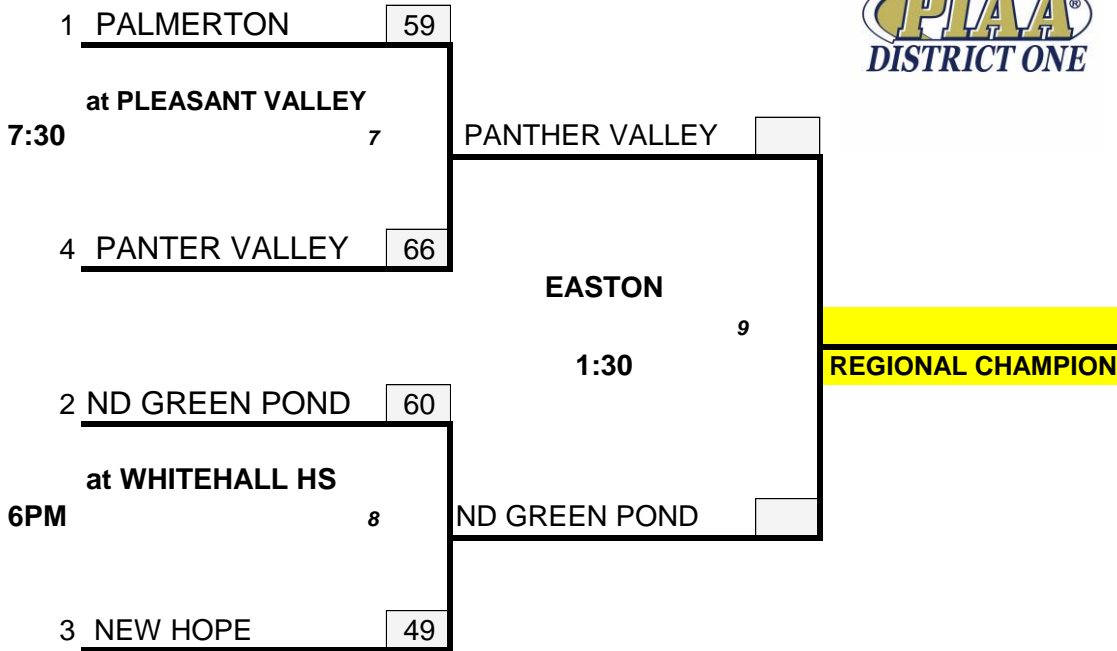 1 PALMERTON 59
PIAA®
DISTRICT ONE
at PLEASANT VALLEY
7:30 7 PANTHER VALLEY
4 PANTER VALLEY 66
EASTON
9
1:30 REGIONAL CHAMPION
2 ND GREEN POND 60
at WHITEHALL HS
6PM 8 ND GREEN POND
3 NEW HOPE 49